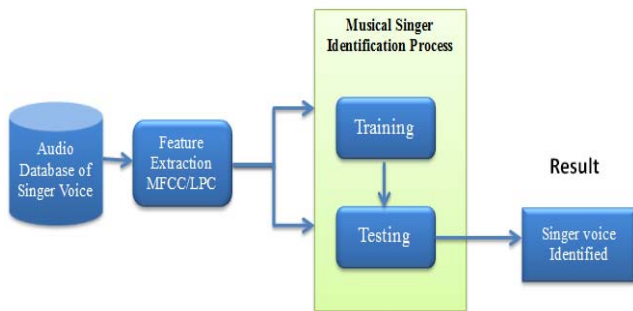 Musical Singer
Identification Process
Audio
Database of
Singer Voice
Feature
Extraction
MFCC/LPC
Training
Testing
Result
Singer voice
Identified